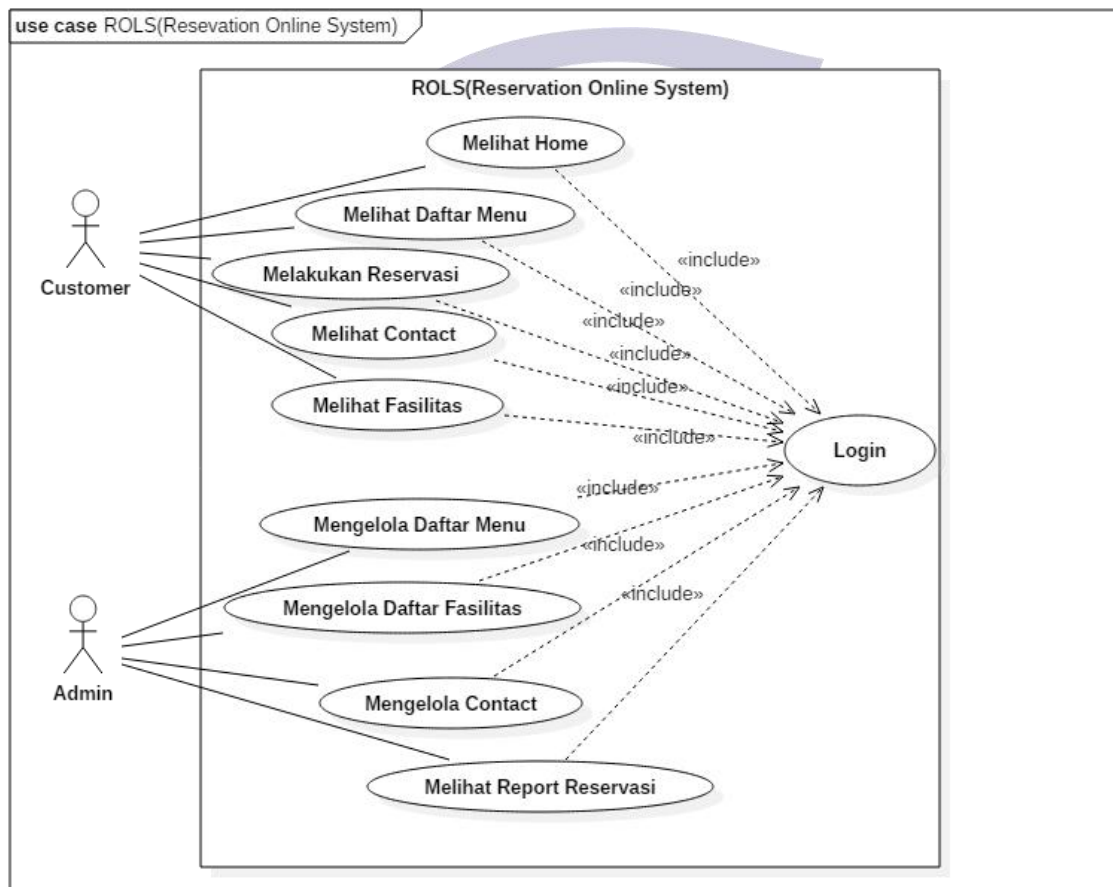 use case ROLS(Resevation Online System)
ROLS(Reservation Online System)
Melihat Home
Melihat Daftar Menu
Melakukan Reservasi
Melihat Contact
Melihat Fasilitas
Customer
«include»
«include»
«include»
«include»
«include»
«include»
Login
Mengelola Daftar Menu
Mengelola Daftar Fasilitas
Mengelola Contact
Melihat Report Reservasi
Admin
«include»
«include»
«include»